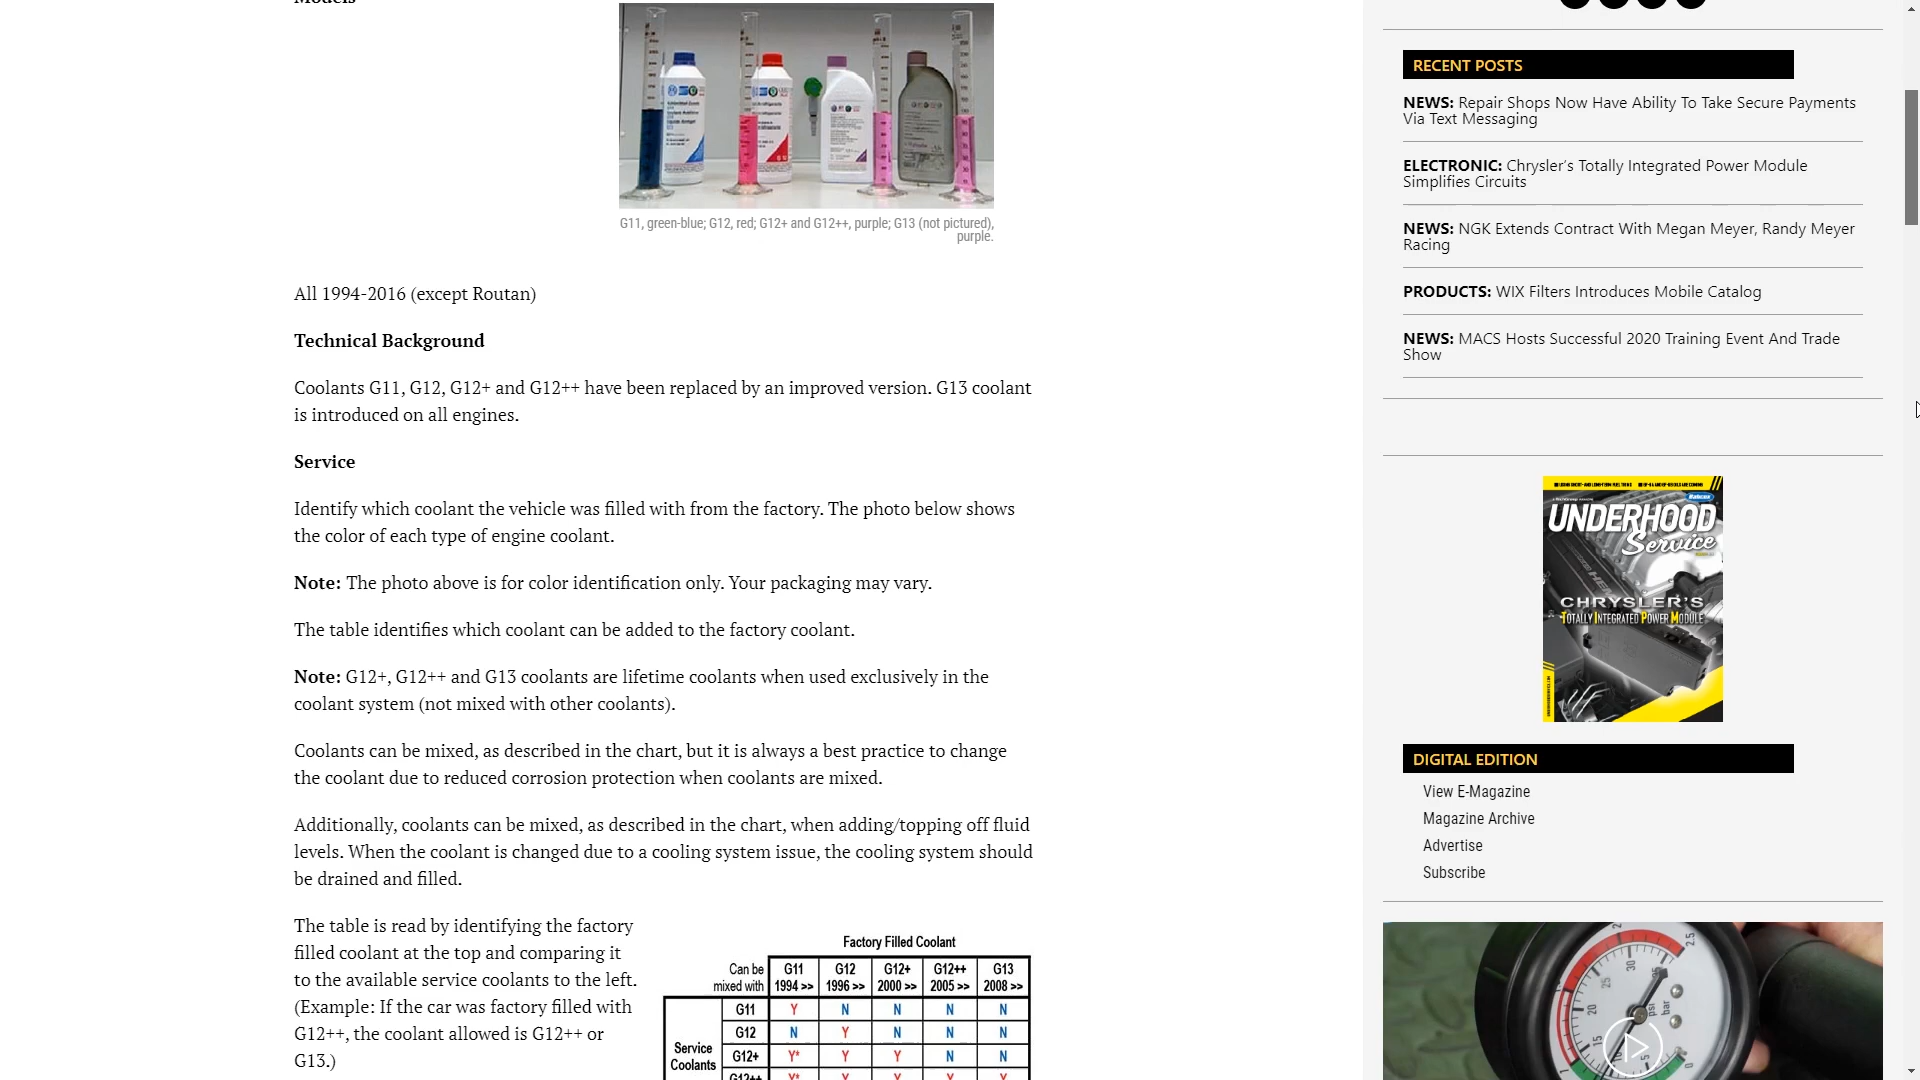 G11, green-blue; G12, red; G12+ and G12++, purple; G13 (not pictured),
purple.
All 1994-2016 (except Routan)
Technical Background
Coolants G11, G12, G12+ and G12++ have been replaced by an improved version. G13 coolant
is introduced on all engines.
Service
Identify which coolant the vehicle was filled with from the factory. The photo below shows
the color of each type of engine coolant.
Note: The photo above is for color identification only. Your packaging may vary.
The table identifies which coolant can be added to the factory coolant.
Note: G12+, G12++ and G13 coolants are lifetime coolants when used exclusively in the
coolant system (not mixed with other coolants).
Coolants can be mixed, as described in the chart, but it is always a best practice to change
the coolant due to reduced corrosion protection when coolants are mixed.
Additionally, coolants can be mixed, as described in the chart, when adding/topping off fluid
levels. When the coolant is changed due to a cooling system issue, the cooling system should
be drained and filled.
The table is read by identifying the factory
filled coolant at the top and comparing it
to the available service coolants to the left.
(Example: If the car was factory filled with
G12++, the coolant allowed is G12++ or
G13.)
Factory Filled Coolant
Can be mixed with G11 1994 >> G12 1996 >> G12+ 2000 >> G12++ 2005 >> G13 2008 >>
Service Coolants
G11 Y N N N N
G12 N Y N N N
G12+ Y* Y Y N N
G12++ Y* Y Y Y Y
RECENT POSTS
NEWS: Repair Shops Now Have Ability To Take Secure Payments
Via Text Messaging
ELECTRONIC: Chrysler's Totally Integrated Power Module
Simplifies Circuits
NEWS: NGK Extends Contract With Megan Meyer, Randy Meyer
Racing
PRODUCTS: WIX Filters Introduces Mobile Catalog
NEWS: MACS Hosts Successful 2020 Training Event And Trade
Show
UNDERHOOD
Service
CHRYSLER'S
TOTALLY INTEGRATED POWER MODULE
DIGITAL EDITION
View E-Magazine
Magazine Archive
Advertise
Subscribe